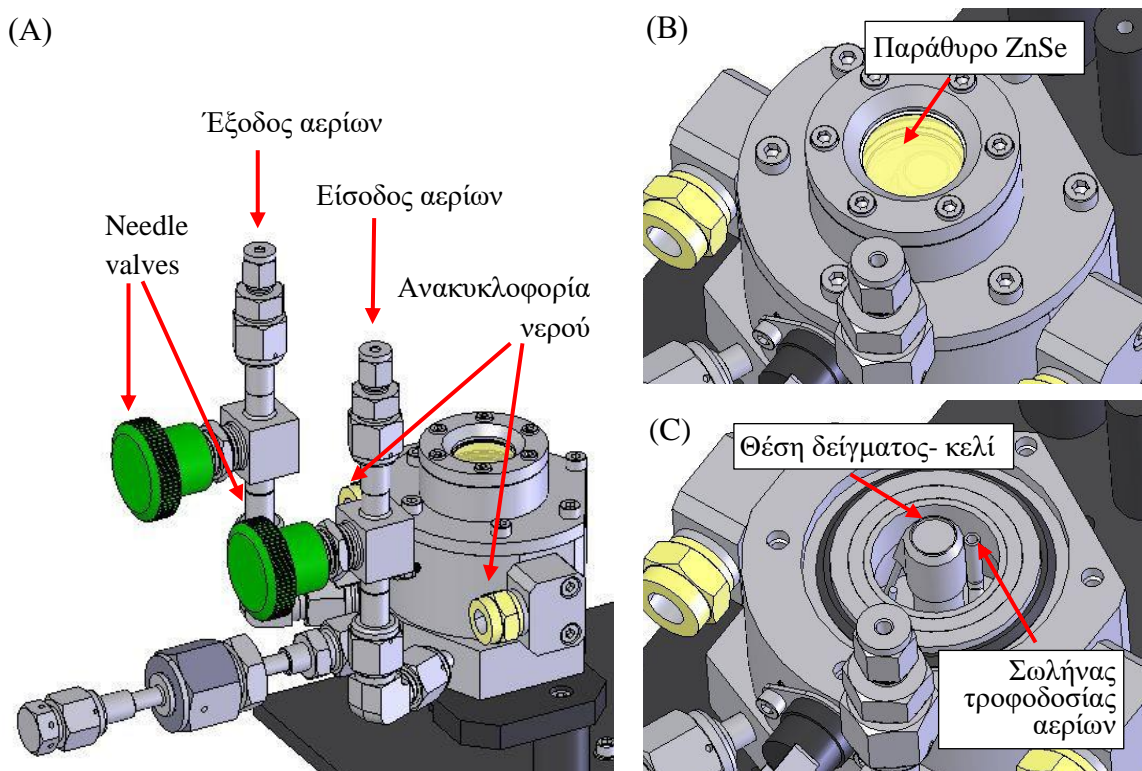 (A)
Έξοδος αερίων
Είσοδος αερίων
Needle
valves
Ανακυκλοφορία
νερού
(B)
Παράθυρο ZnSe
(C)
Θέση δείγματος- κελί
Σωλήνας
τροφοδοσίας
αερίων